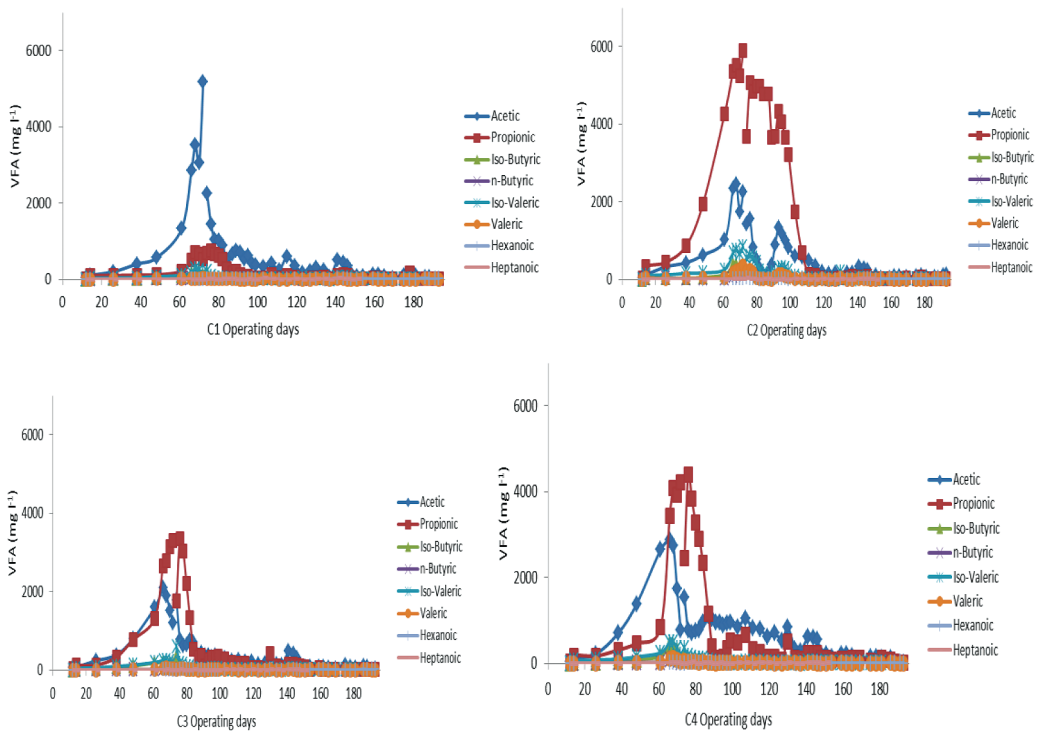 6000
4000
2000
0
VFA (mg l-1)
0 20 40 60 80 100 120 140 160 180
C1 Operating days
Acetic
Propionic
Iso-Butyric
n-Butyric
Iso-Valeric
Valeric
Hexanoic
Heptanoic
6000
4000
2000
0
VFA (mg l-1)
0 20 40 60 80 100 120 140 160 180
C2 Operating days
Acetic
Propionic
Iso-Butyric
n-Butyric
Iso-Valeric
Valeric
Hexanoic
Heptanoic
6000
4000
2000
0
VFA (mg l-1)
0 20 40 60 80 100 120 140 160 180
C3 Operating days
Acetic
Propionic
Iso-Butyric
n-Butyric
Iso-Valeric
Valeric
Hexanoic
Heptanoic
6000
4000
2000
0
VFA (mg l-1)
0 20 40 60 80 100 120 140 160 180
C4 Operating days
Acetic
Propionic
Iso-Butyric
n-Butyric
Iso-Valeric
Valeric
Hexanoic
Heptanoic